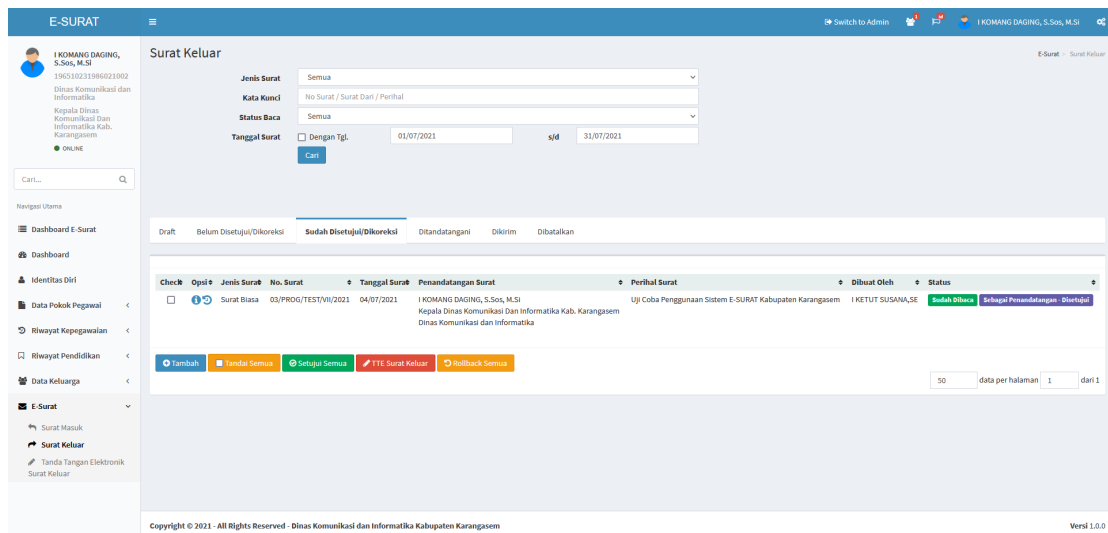 E-SURAT
Switch to Admin
I KOMANG DAGING, S.Sos, M.Si
I KOMANG DAGING,
S.Sos, M.Si
196510231986021002
Dinas Komunikasi dan
Informatika
Kepala Dinas
Komunikasi Dan
Informatika Kab.
Karangasem
ONLINE
Cari...
Navigasi Utama
Dashboard E-Surat
Dashboard
Identitas Diri
Data Pokok Pegawai
Riwayat Kepegawaian
Riwayat Pendidikan
Data Keluarga
E-Surat
Surat Masuk
Surat Keluar
Tanda Tangan Elektronik
Surat Keluar
Surat Keluar
E-Surat > Surat Keluar
Jenis Surat Semua
Kata Kunci No Surat / Surat Dari / Perihal
Status Baca Semua
Tanggal Surat Dengan Tgl. 01/07/2021 s/d 31/07/2021
Cari
Draft Belum Disetujui/Dikoreksi Sudah Disetujui/Dikoreksi Ditandatangani Dikirim Dibatalkan
Check Opsi Jenis Surat No. Surat Tanggal Surat Penandatangan Surat Perihal Surat Dibuat Oleh Status
Surat Biasa 03/PROG/TEST/VII/2021 04/07/2021 I KOMANG DAGING, S.Sos, M.Si Uji Coba Penggunaan Sistem E-SURAT Kabupaten Karangasem I KETUT SUSANA,SE Sudah Dibaca Sebagai Penandatangan - Disetujui
Kepala Dinas Komunikasi Dan Informatika Kab. Karangasem
Dinas Komunikasi dan Informatika
Tambah Tandai Semua Setujui Semua TTE Surat Keluar Rollback Semua
50 data per halaman 1 dari 1
Copyright © 2021 - All Rights Reserved - Dinas Komunikasi dan Informatika Kabupaten Karangasem
Versi 1.0.0